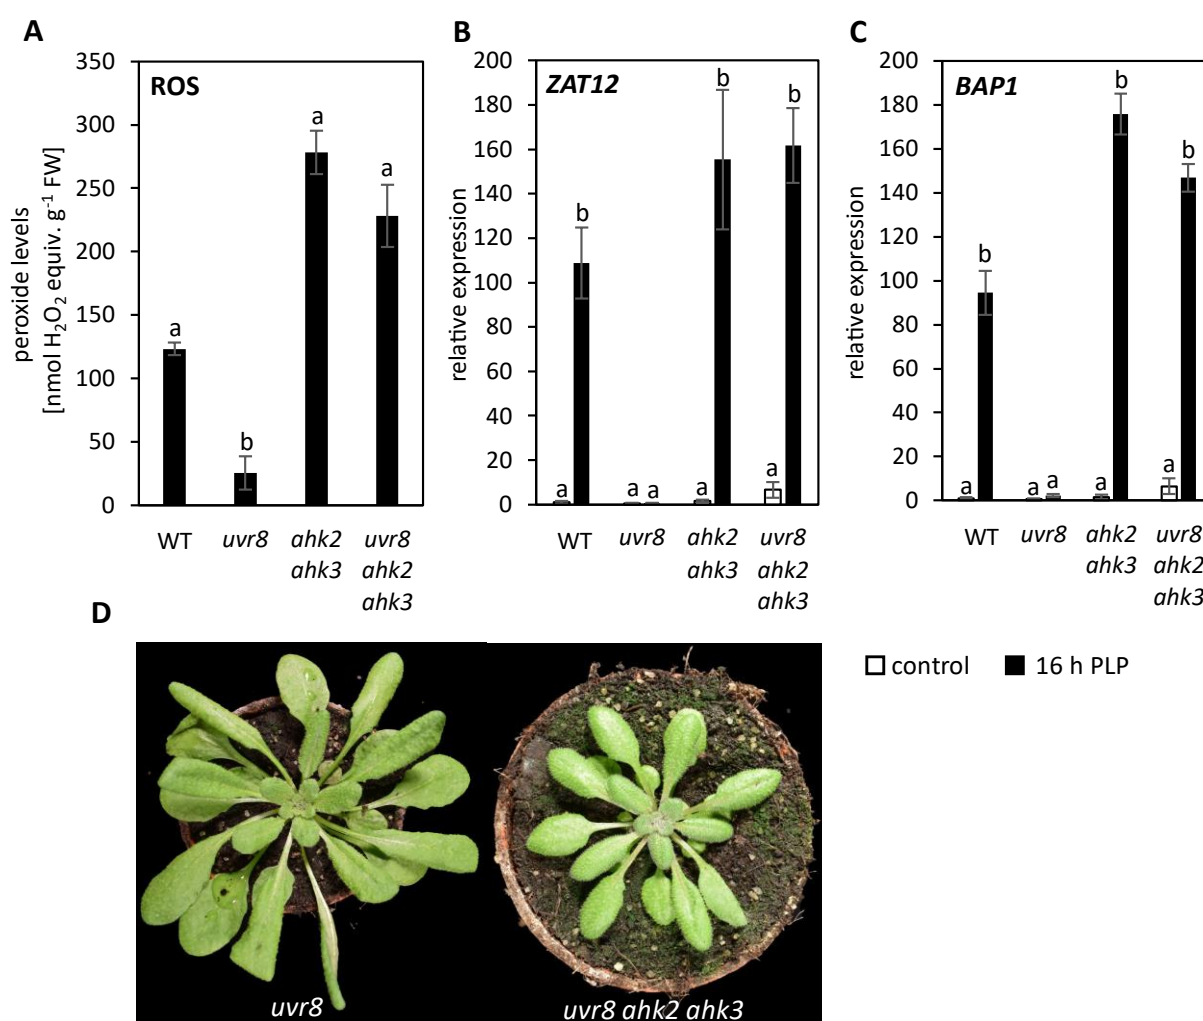 A
350
300
250
200
150
100
50
0
ROS
peroxide levels
[nmol H₂O₂ equiv. g⁻¹ FW]
a
b
a
a
WT
uvr8
ahk2
ahk3
uvr8
ahk2
ahk3
B
200
180
160
140
120
100
80
60
40
20
0
ZAT12
relative expression
a
b
a
a
a
b
a
b
WT
uvr8
ahk2
ahk3
uvr8
ahk2
ahk3
C
200
180
160
140
120
100
80
60
40
20
0
BAP1
relative expression
a
b
a
a
a
b
a
b
WT
uvr8
ahk2
ahk3
uvr8
ahk2
ahk3
control
16 h PLP
D
uvr8
uvr8 ahk2 ahk3